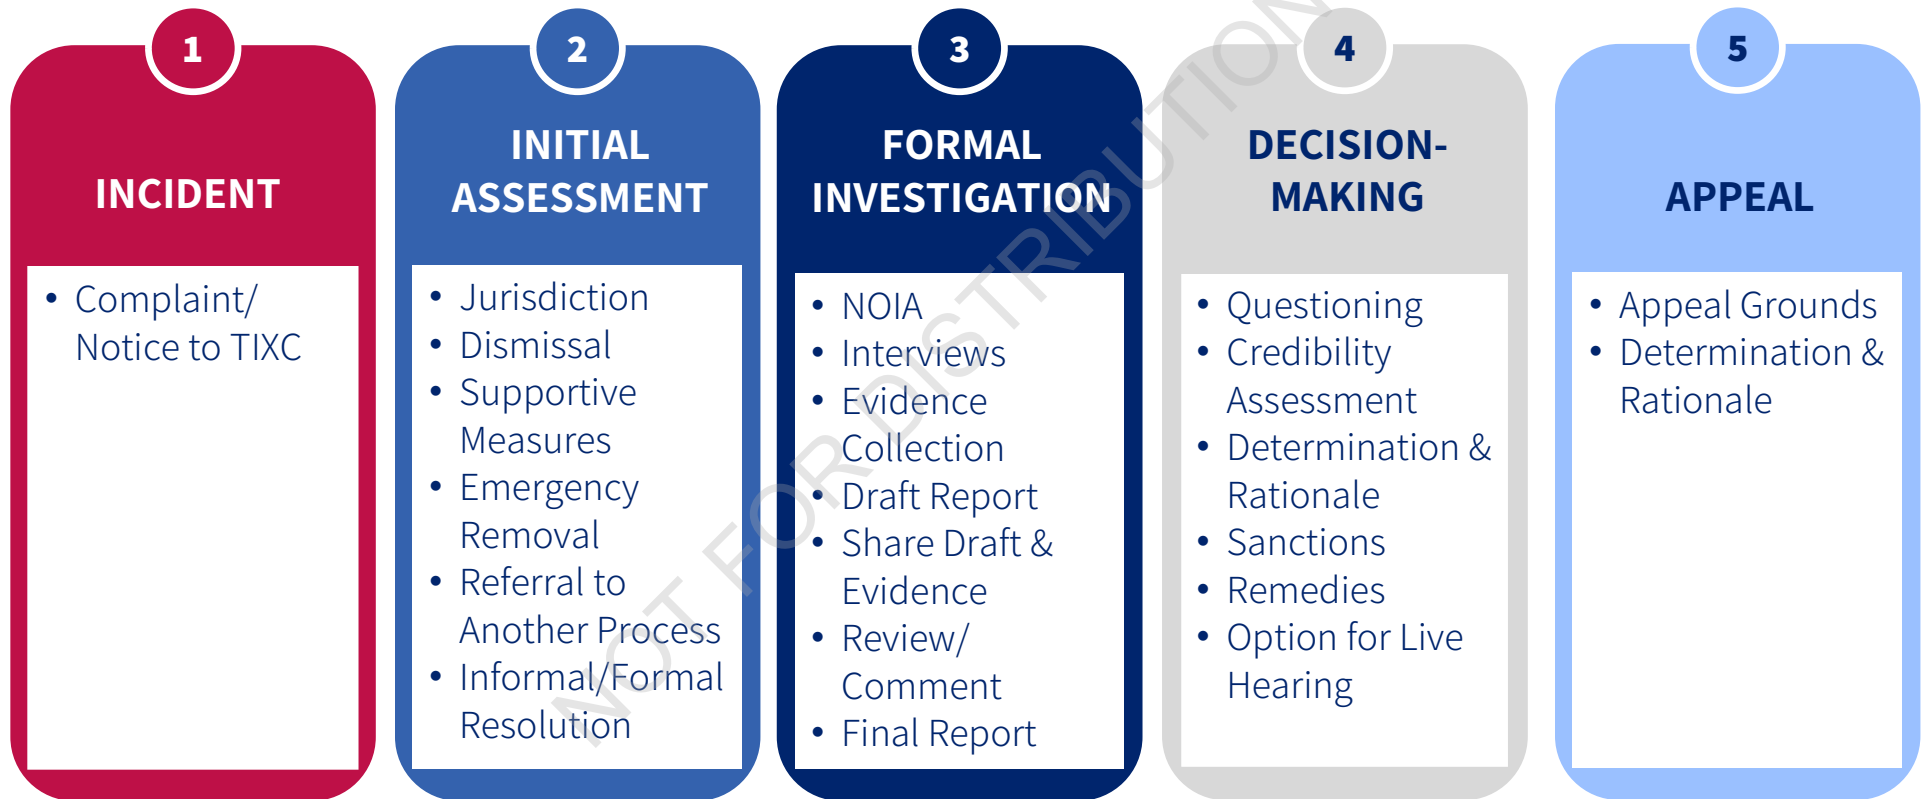 1
INCIDENT
• Complaint/
Notice to TIXC
2
INITIAL
ASSESSMENT
• Jurisdiction
• Dismissal
• Supportive
Measures
• Emergency
Removal
• Referral to
Another Process
• Informal/Formal
Resolution
3
FORMAL
INVESTIGATION
• NOIA
• Interviews
• Evidence
Collection
• Draft Report
• Share Draft &
Evidence
• Review/
Comment
• Final Report
4
DECISION-
MAKING
• Questioning
• Credibility
Assessment
• Determination &
Rationale
• Sanctions
• Remedies
• Option for Live
Hearing
5
APPEAL
• Appeal Grounds
• Determination &
Rationale
NOT FOR DISTRIBUTION